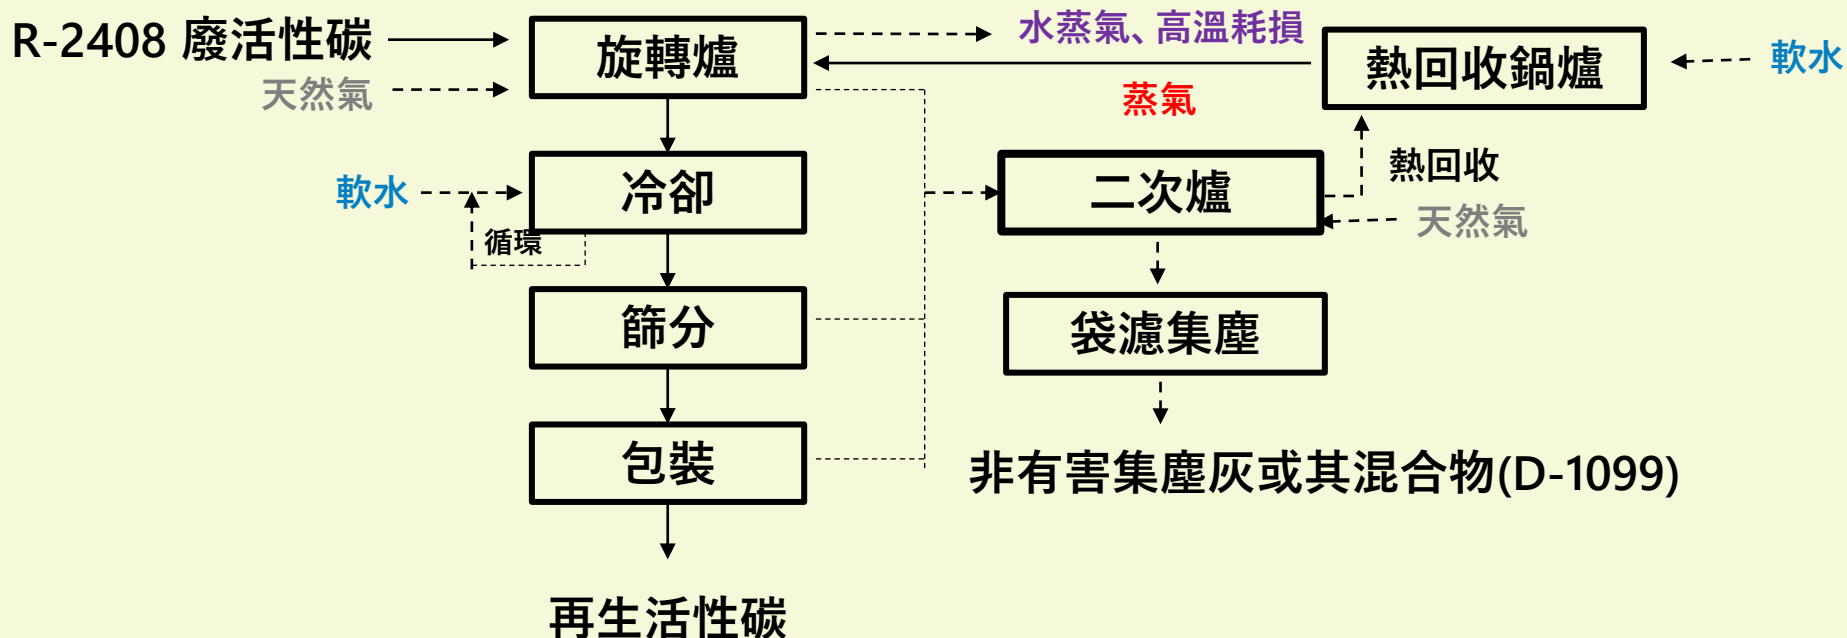 R-2408 廢活性碳
旋轉爐
水蒸氣、高溫耗損
熱回收鍋爐
軟水
天然氣
蒸氣
軟水
冷卻
循環
二次爐
熱回收
天然氣
篩分
袋濾集塵
包裝
非有害集塵灰或其混合物(D-1099)
再生活性碳